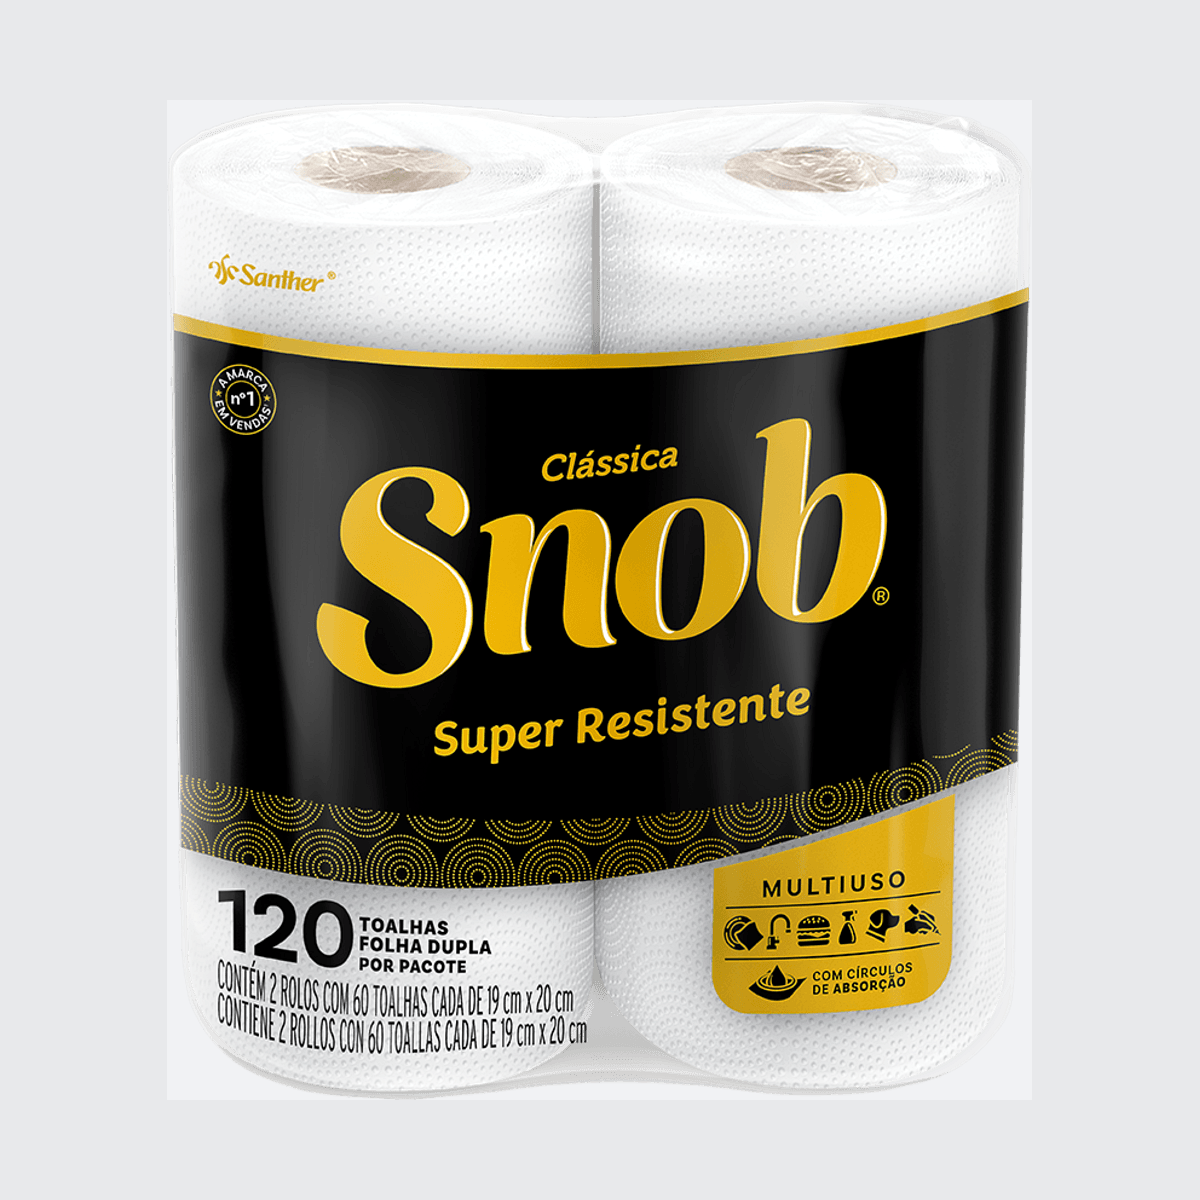 Santher®
A MARCA
nº1
EM VENDAS
Clássica
Snob®
Super Resistente
120 TOALHAS
FOLHA DUPLA
POR PACOTE
CONTÉM 2 ROLOS COM 60 TOALHAS CADA DE 19 cm x 20 cm
CONTIENE 2 ROLLOS CON 60 TOALLAS CADA DE 19 cm x 20 cm
MULTIUSO
COM CÍRCULOS
DE ABSORÇÃO